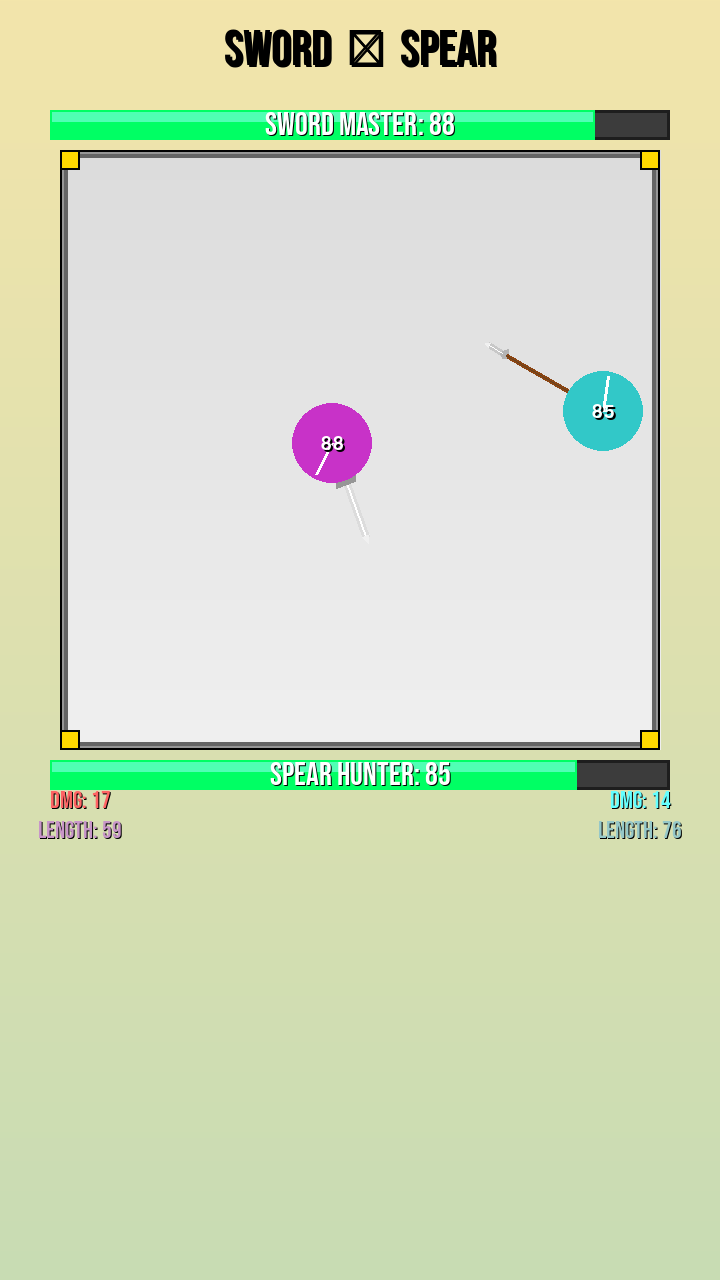 SWORD ☒ SPEAR
SWORD MASTER: 88
85
88
SPEAR HUNTER: 85
DMG: 17
DMG: 14
LENGTH: 59
LENGTH: 76